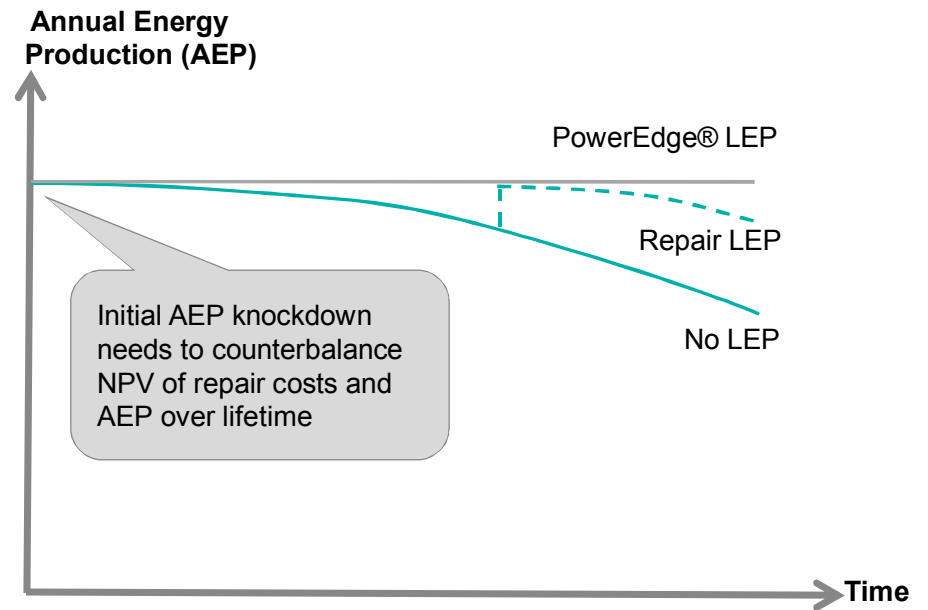 Annual Energy
Production (AEP)
PowerEdge® LEP
Repair LEP
No LEP
Initial AEP knockdown
needs to counterbalance
NPV of repair costs and
AEP over lifetime
Time